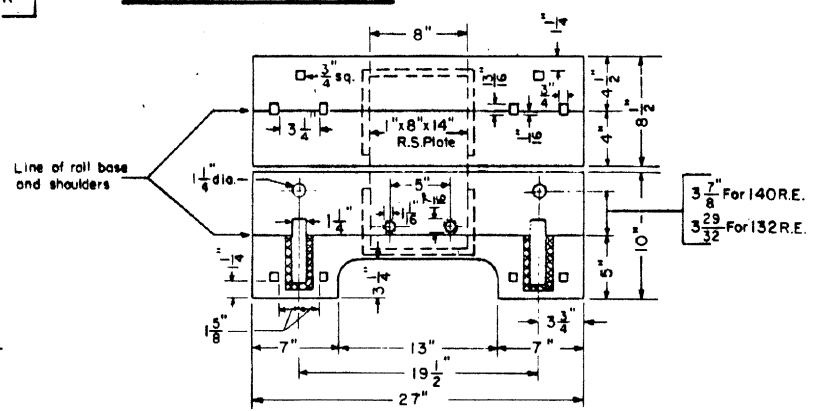 8"
1/4"
3/4" sq.
13/16"
3/4"
4 1/2"
8 1/2"
3 1/4"
1"x8"x14"
R.S.Plate
1/16"
4"
Line of rail base
and shoulders
1 1/4" dia.
5"
1 1/16"
1 1/4"
3 7/8" For 140 R.E.
3 29/32" For 132 R.E.
10"
5"
1 1/4"
3 1/4"
1 5/8"
3 3/4"
7"
13"
7"
19 1/2"
27"